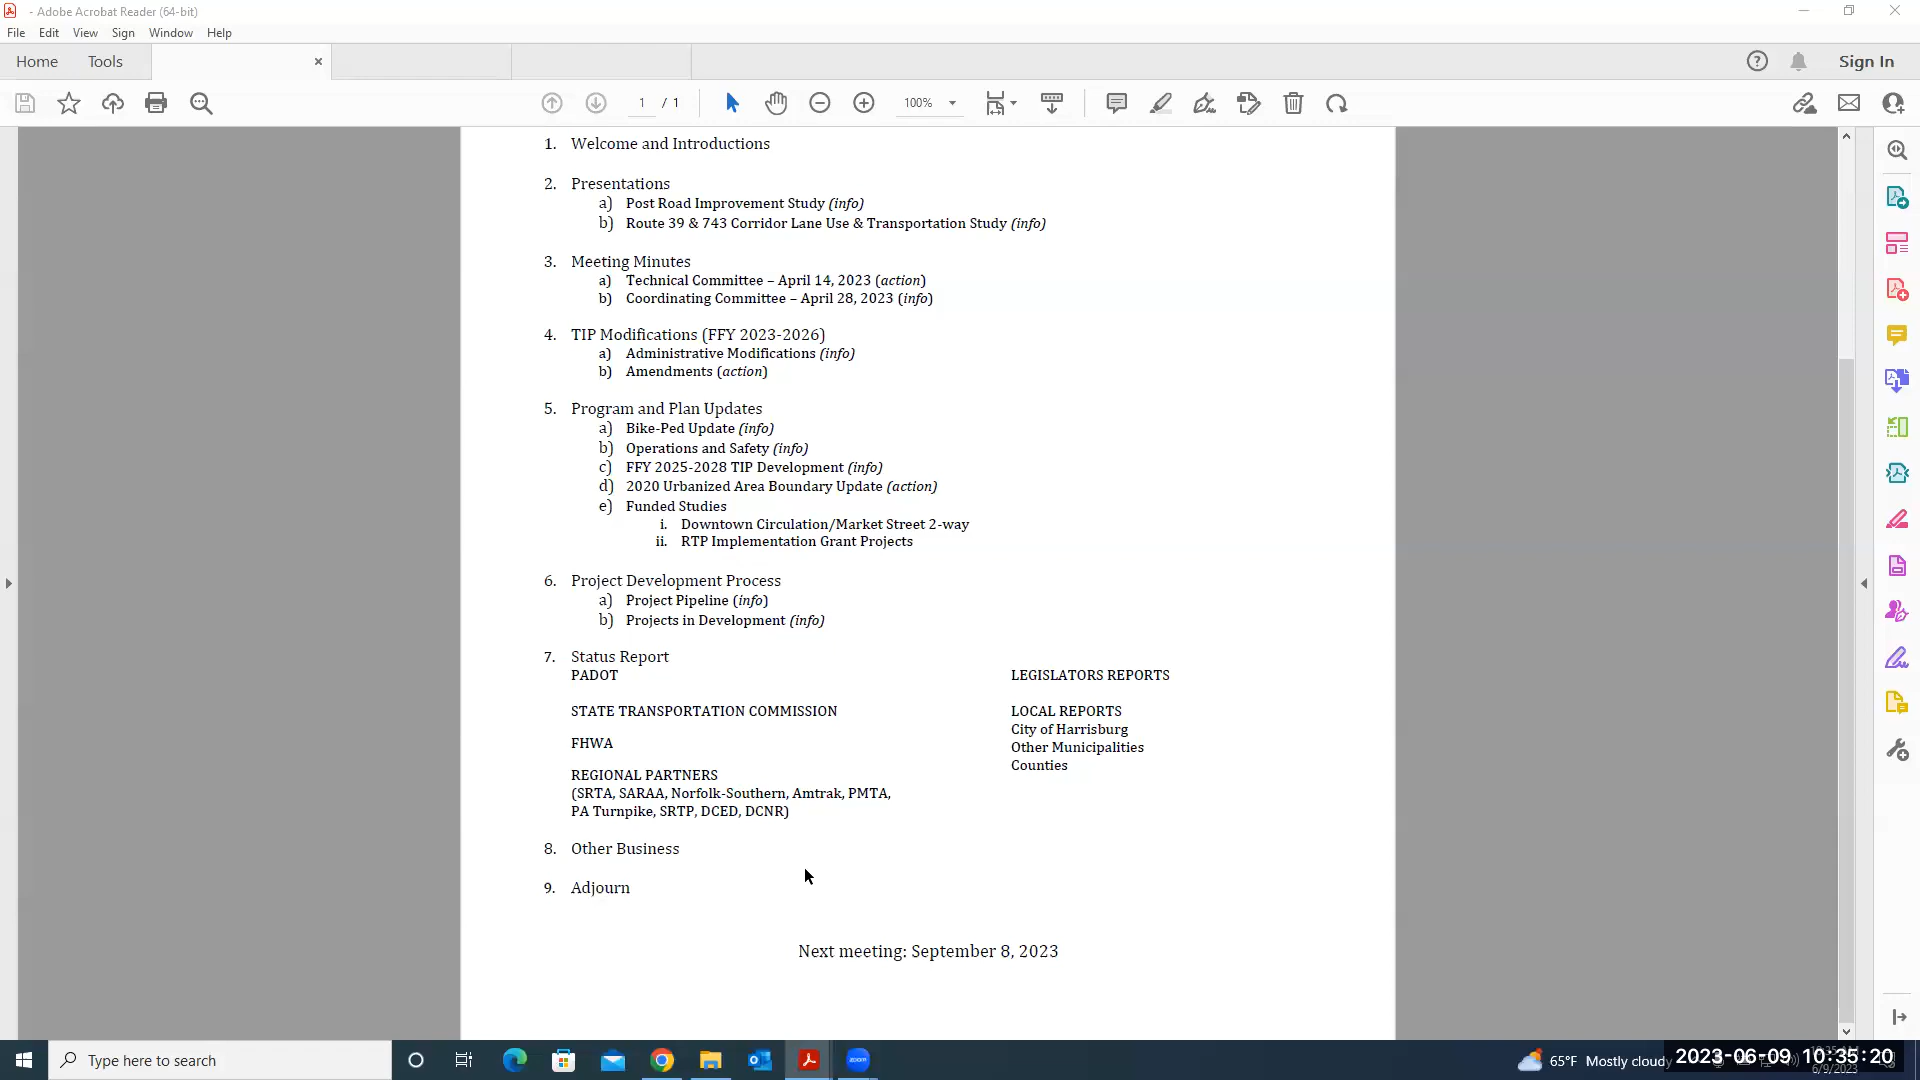 - Adobe Acrobat Reader (64-bit)
File Edit View Sign Window Help
Home Tools Sign In
1 / 1 100%
1. Welcome and Introductions
2. Presentations
a) Post Road Improvement Study (info)
b) Route 39 & 743 Corridor Lane Use & Transportation Study (info)
3. Meeting Minutes
a) Technical Committee – April 14, 2023 (action)
b) Coordinating Committee – April 28, 2023 (info)
4. TIP Modifications (FFY 2023-2026)
a) Administrative Modifications (info)
b) Amendments (action)
5. Program and Plan Updates
a) Bike-Ped Update (info)
b) Operations and Safety (info)
c) FFY 2025-2028 TIP Development (info)
d) 2020 Urbanized Area Boundary Update (action)
e) Funded Studies
i. Downtown Circulation/Market Street 2-way
ii. RTP Implementation Grant Projects
6. Project Development Process
a) Project Pipeline (info)
b) Projects in Development (info)
7. Status Report
PADOT
STATE TRANSPORTATION COMMISSION
FHWA
REGIONAL PARTNERS
(SRTA, SARAA, Norfolk-Southern, Amtrak, PMTA,
PA Turnpike, SRTP, DCED, DCNR)
LEGISLATORS REPORTS
LOCAL REPORTS
City of Harrisburg
Other Municipalities
Counties
8. Other Business
9. Adjourn
Next meeting: September 8, 2023
Type here to search
zoom
65°F Mostly cloudy
2023-06-09 10:35:20
6/9/2023